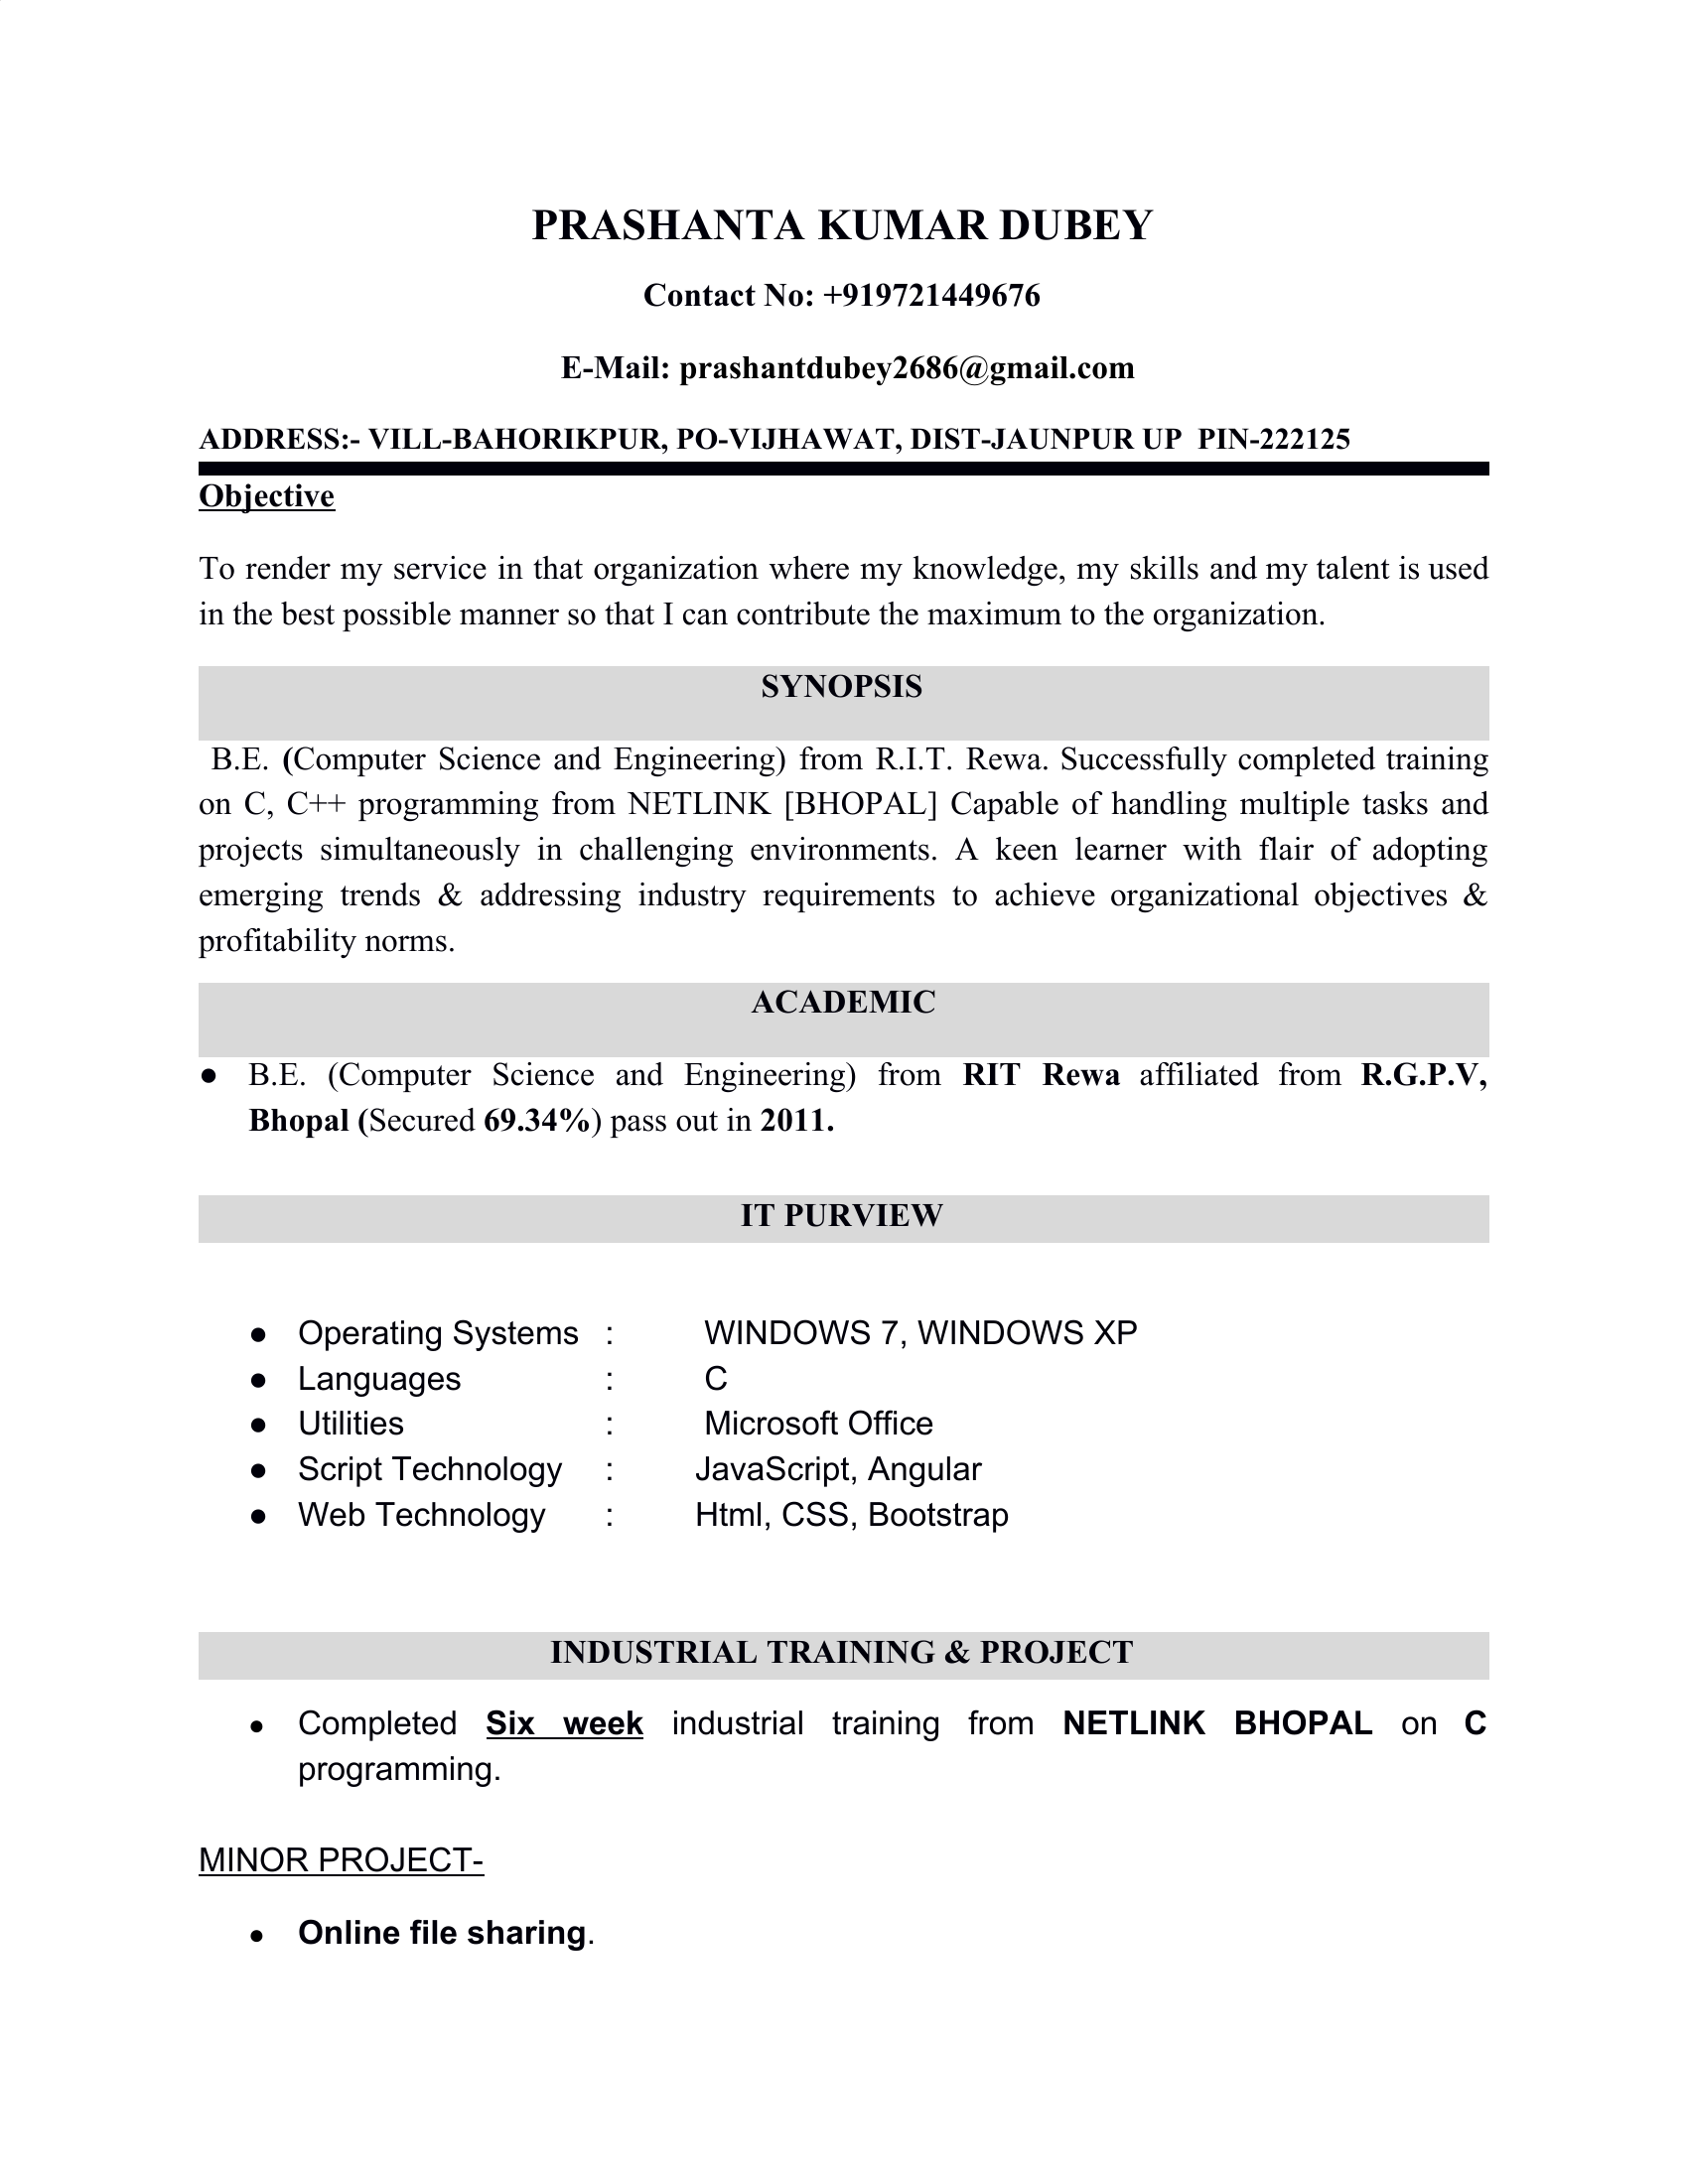 PRASHANTA KUMAR DUBEY
Contact No: +919721449676
E-Mail: prashantdubey2686@gmail.com
ADDRESS:- VILL-BAHORIKPUR, PO-VIJHAWAT, DIST-JAUNPUR UP  PIN-222125
Objective
To render my service in that organization where my knowledge, my skills and my talent is used
in the best possible manner so that I can contribute the maximum to the organization.
SYNOPSIS
B.E. (Computer Science and Engineering) from R.I.T. Rewa. Successfully completed training
on C, C++ programming from NETLINK [BHOPAL] Capable of handling multiple tasks and
projects simultaneously in challenging environments. A keen learner with flair of adopting
emerging trends & addressing industry requirements to achieve organizational objectives &
profitability norms.
ACADEMIC
● B.E. (Computer Science and Engineering) from RIT Rewa affiliated from R.G.P.V,
Bhopal (Secured 69.34%) pass out in 2011.
IT PURVIEW
● Operating Systems : WINDOWS 7, WINDOWS XP
● Languages : C
● Utilities : Microsoft Office
● Script Technology : JavaScript, Angular
● Web Technology : Html, CSS, Bootstrap
INDUSTRIAL TRAINING & PROJECT
● Completed Six week industrial training from NETLINK BHOPAL on C
programming.
MINOR PROJECT-
● Online file sharing.